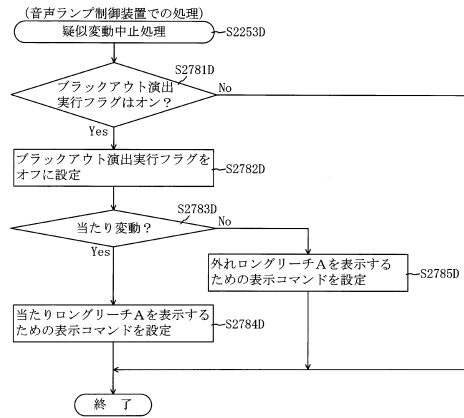 (音声ランプ制御装置での処理)
疑似変動中止処理
S2253D
S2781D
ブラックアウト演出
実行フラグはオン？
No
Yes
ブラックアウト演出実行フラグを
オフに設定
S2782D
S2783D
当たり変動？
No
Yes
外れロングリーチAを表示する
ための表示コマンドを設定
S2785D
当たりロングリーチAを表示する
ための表示コマンドを設定
S2784D
終 了